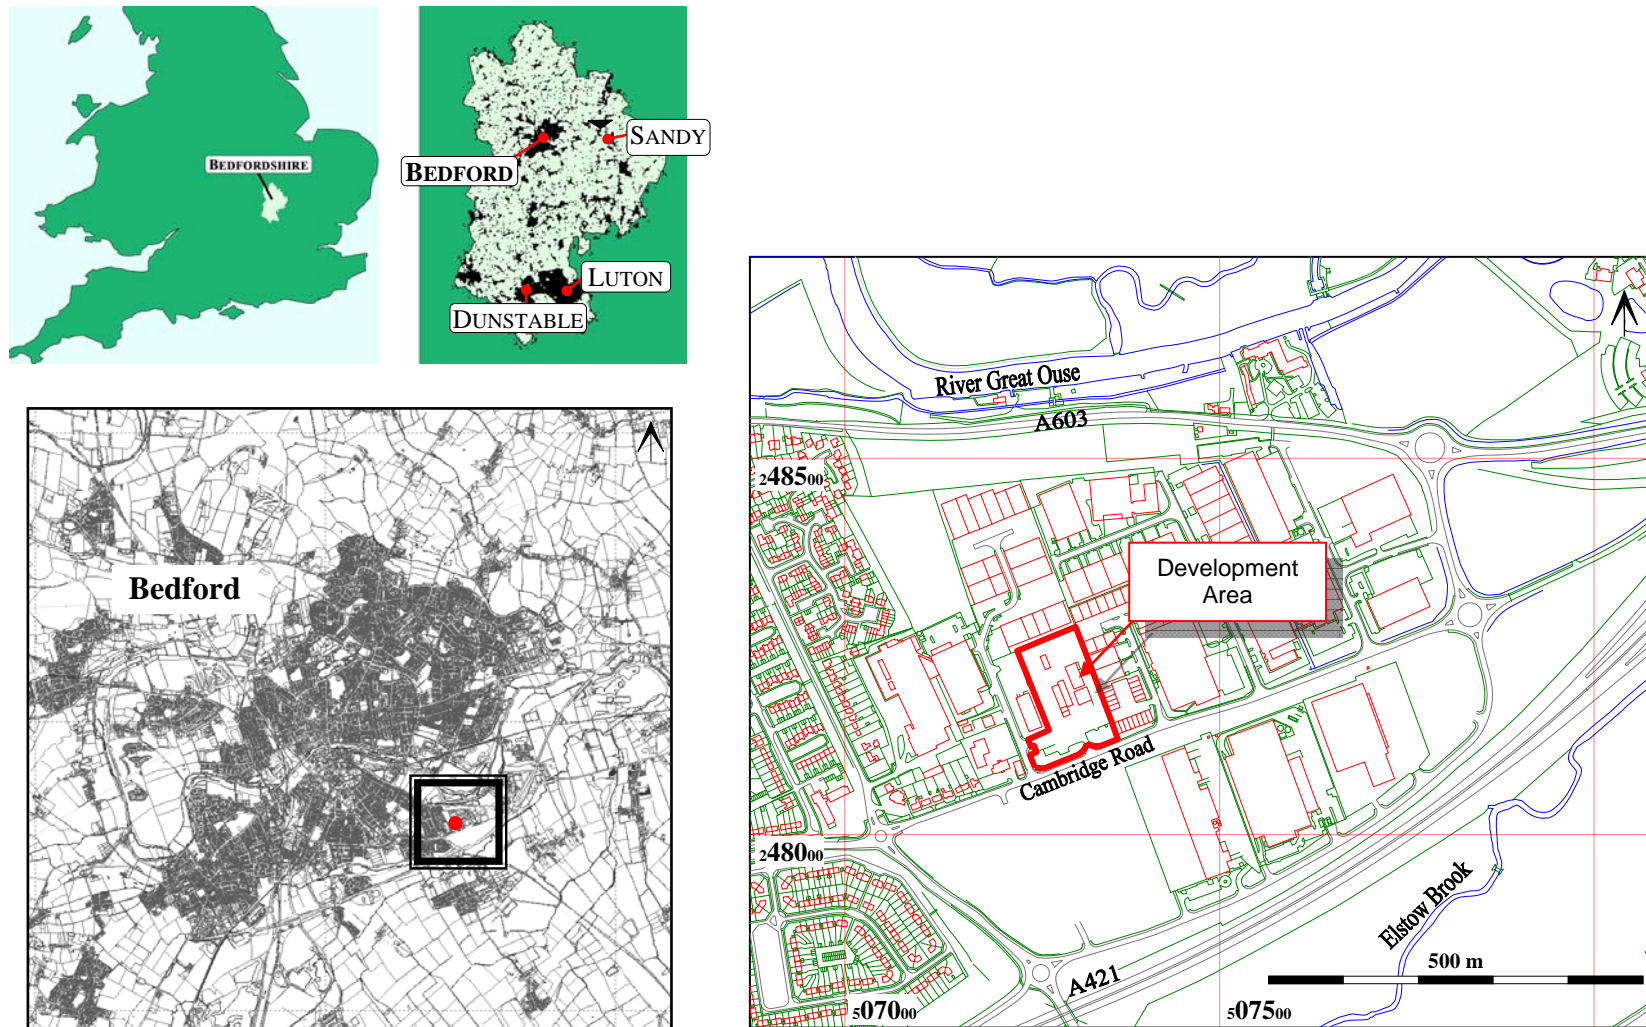 BEDFORDSHIRE
SANDY
BEDFORD
LUTON
DUNSTABLE
Bedford
River Great Ouse
A603
248500
Development
Area
Cambridge Road
248000
Elstow Brook
500 m
A421
507000
507500